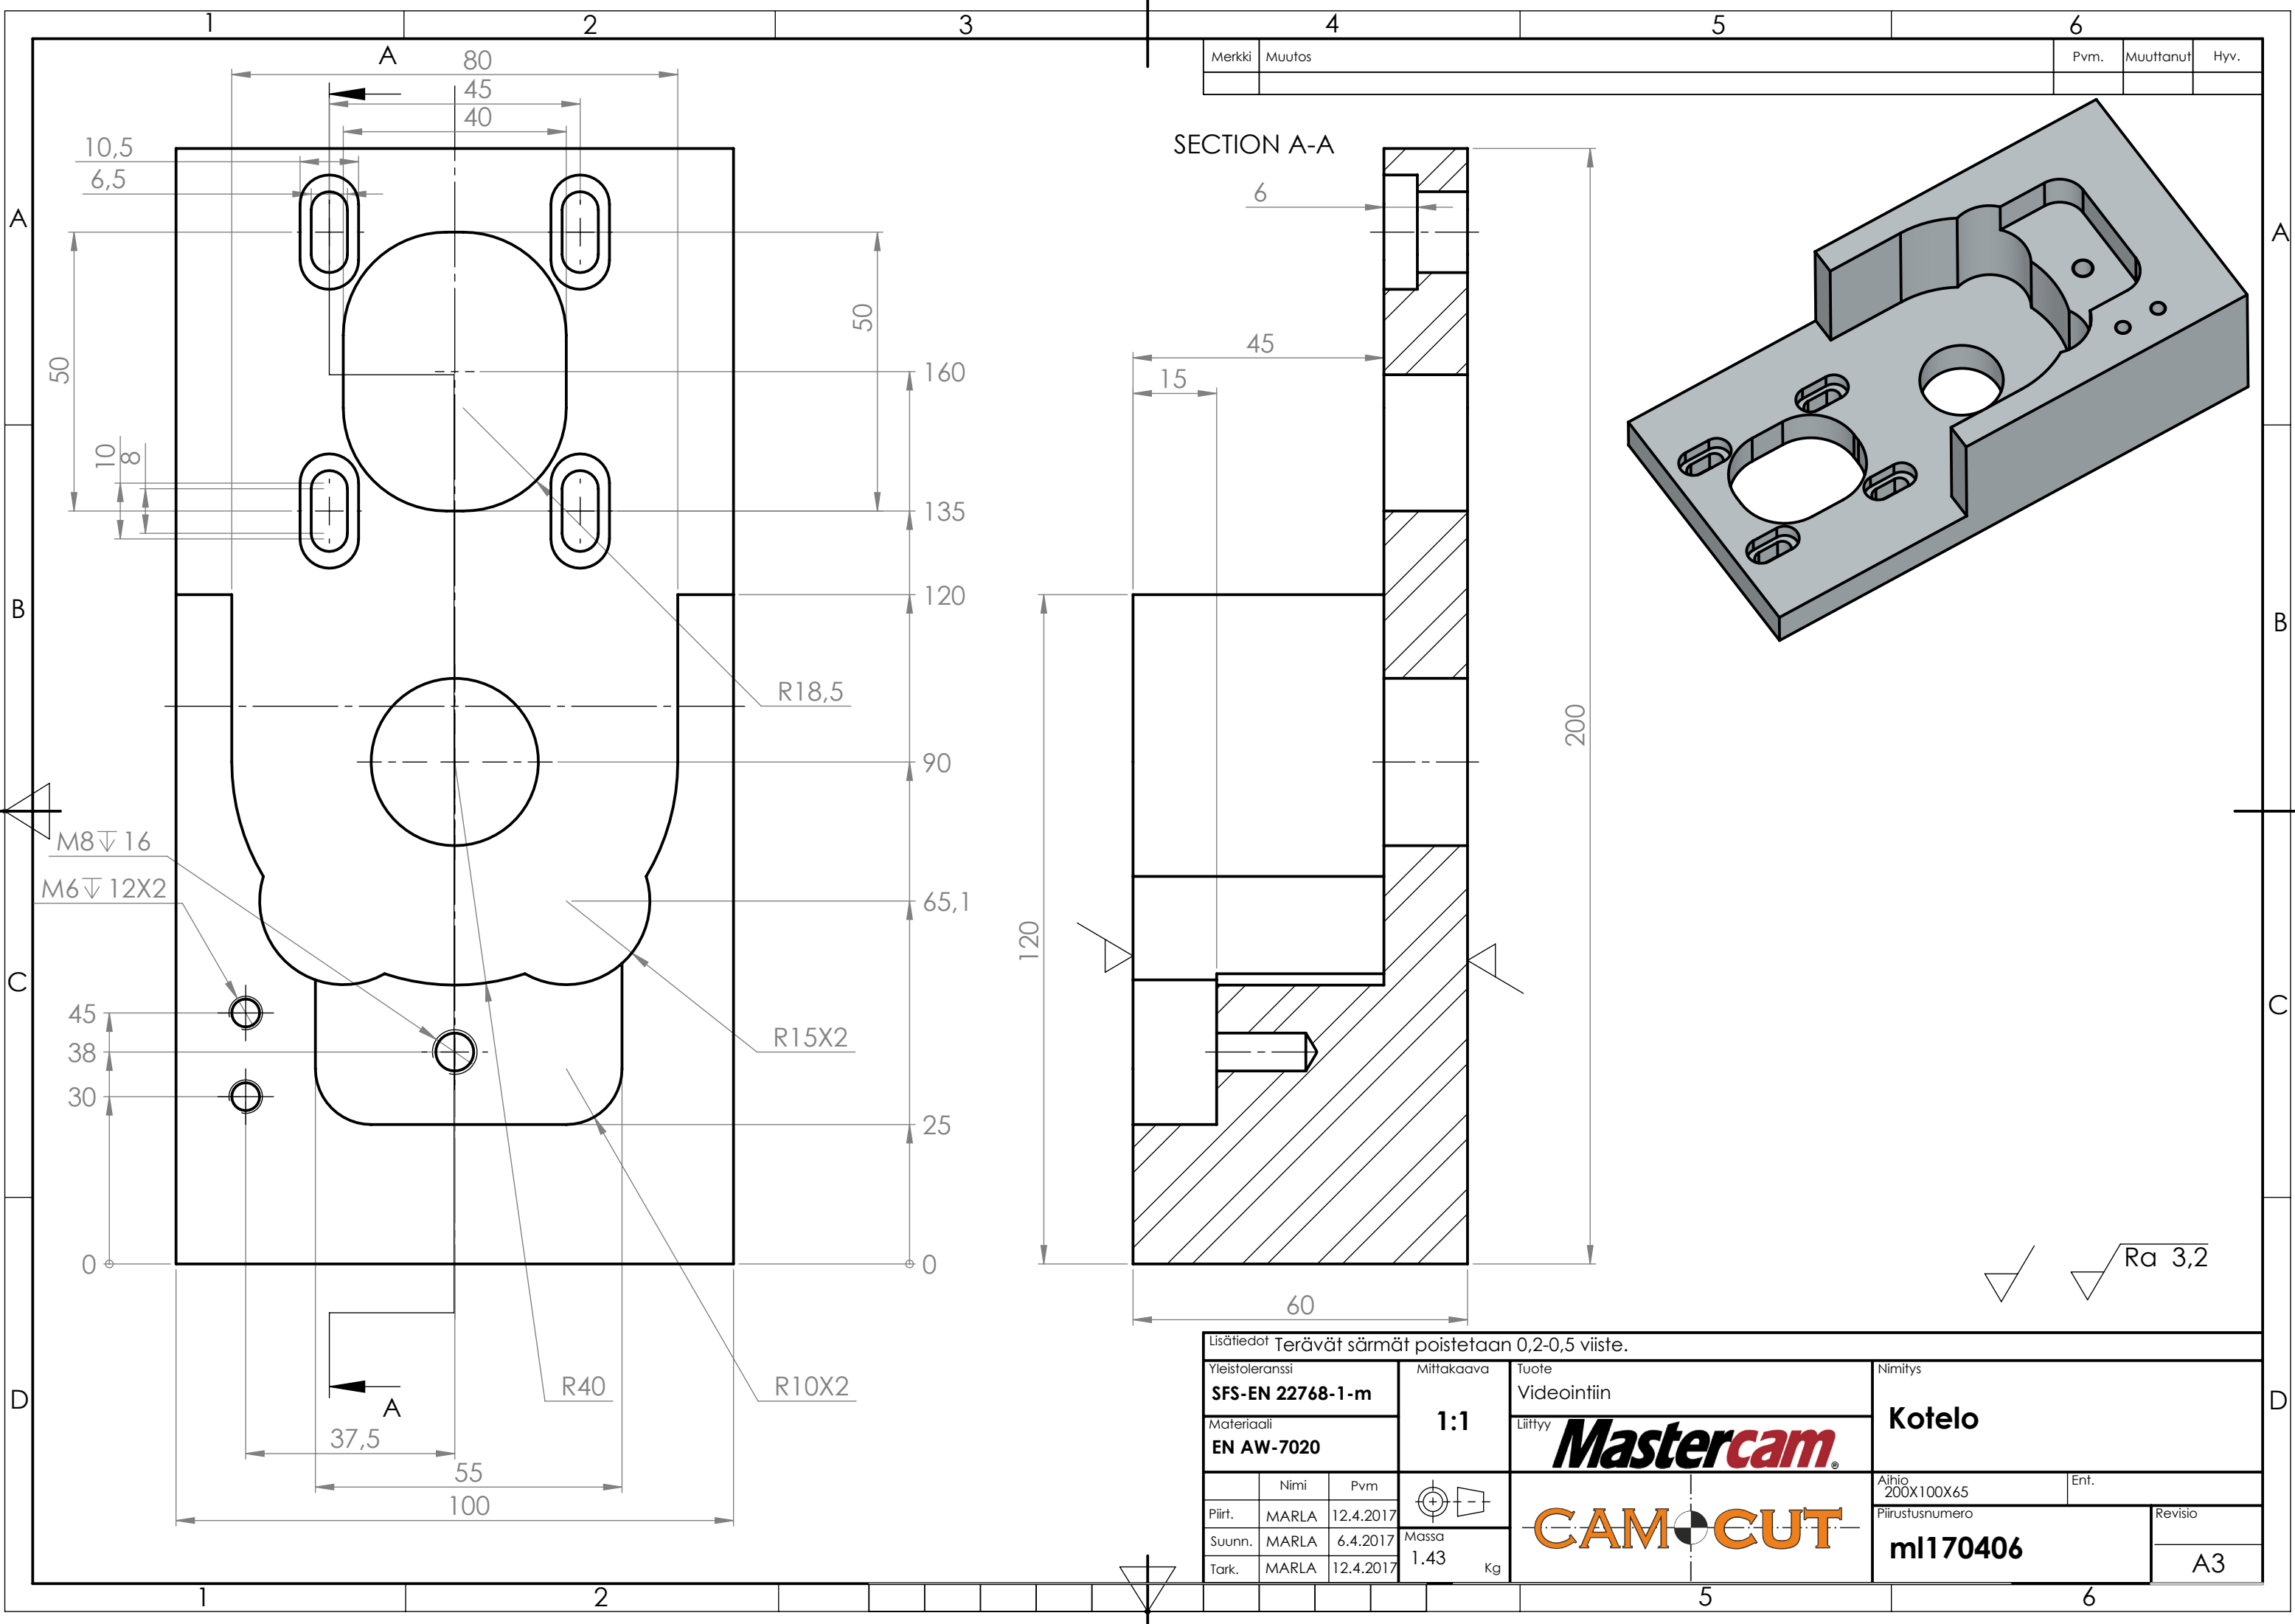 1 2 3 4 5 6
Merkki Muutos Pvm. Muuttanut Hyv.
A
80
45
40
10,5
6,5
SECTION A-A
6
A A
50
50
45
160
15
10
8
135
B B
120
R18,5
200
90
M8↧16
M6↧12X2
65,1
120
C C
45
38
30
R15X2
25
0 0
Ra 3,2
60
R40
R10X2
D D
A
37,5
55
100
Lisätiedot Terävät särmät poistetaan 0,2-0,5 viiste.
Yleistoleranssi
SFS-EN 22768-1-m
Mittakaava
1:1
Tuote
Videointiin
Nimitys
Kotelo
Materiaali
EN AW-7020
Liittyy
Mastercam®
Nimi Pvm
Piirt. MARLA 12.4.2017
Suunn. MARLA 6.4.2017
Tark. MARLA 12.4.2017
Massa
1.43 Kg
CAM CUT
Aihio
200X100X65
Ent.
Piirustusnumero
ml170406
Revisio
A3
1 2 5 6